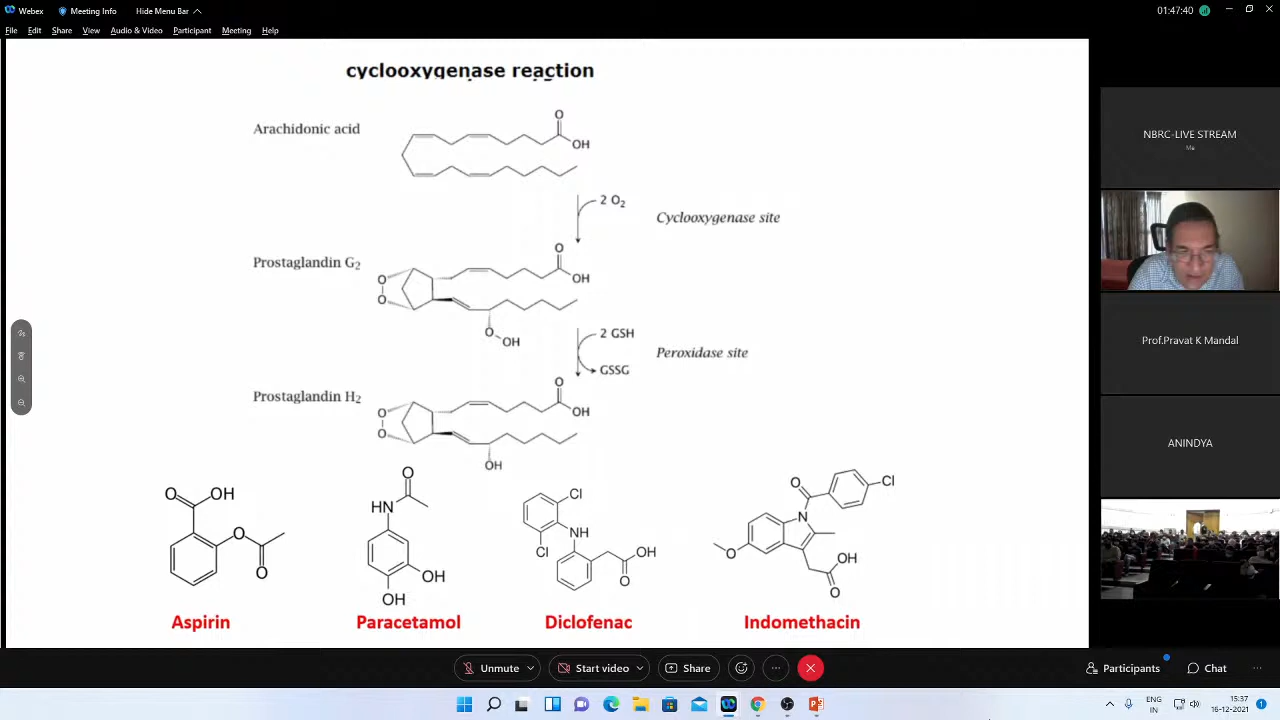 Webex
Meeting Info
Hide Menu Bar
01:47:40
File
Edit
Share
View
Audio & Video
Participant
Meeting
Help
cyclooxygenase reaction
Arachidonic acid
O
OH
2 O2
Cyclooxygenase site
Prostaglandin G2
O
O
O
OH
O
OH
2 GSH
Peroxidase site
GSSG
Prostaglandin H2
O
O
O
OH
OH
O
OH
O
O
Aspirin
O
HN
OH
OH
Paracetamol
Cl
NH
Cl
OH
O
Diclofenac
O
Cl
N
O
OH
O
Indomethacin
NBRC-LIVE STREAM
Me
Prof.Pravat K Mandal
ANINDYA
Unmute
Start video
Share
Participants
Chat
ENG
IN
15:37
16-12-2021